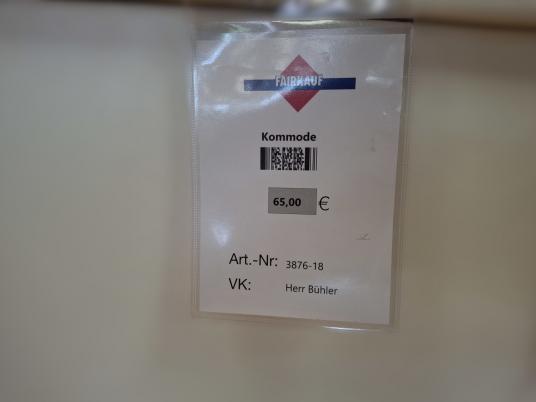 FAIRKAUF
Kommode
65,00 €
Art.-Nr: 3876-18
VK: Herr Bühler